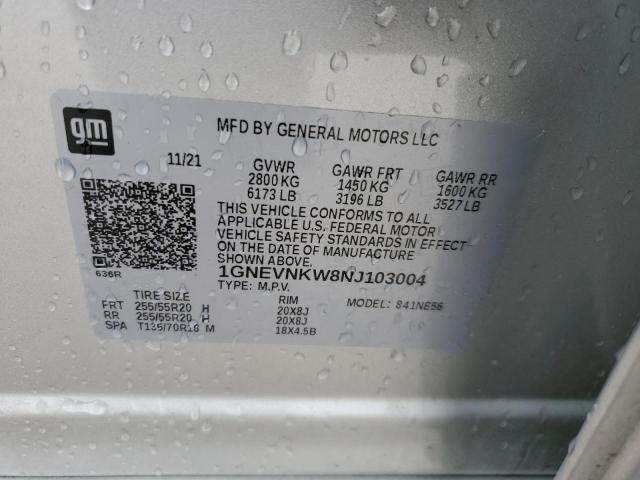 gm
MFD BY GENERAL MOTORS LLC
11/21 GVWR GAWR FRT GAWR RR
2800 KG 1450 KG 1600 KG
6173 LB 3196 LB 3527 LB
THIS VEHICLE CONFORMS TO ALL
APPLICABLE U.S. FEDERAL MOTOR
VEHICLE SAFETY STANDARDS IN EFFECT
ON THE DATE OF MANUFACTURE
SHOWN ABOVE.
636R 1GNEVNKW8NJ103004
TYPE: M.P.V. MODEL: 841NE56
TIRE SIZE RIM
FRT 255/55R20 H 20X8J
RR 255/55R20 H 20X8J
SPA T135/70R18 M 18X4.5B